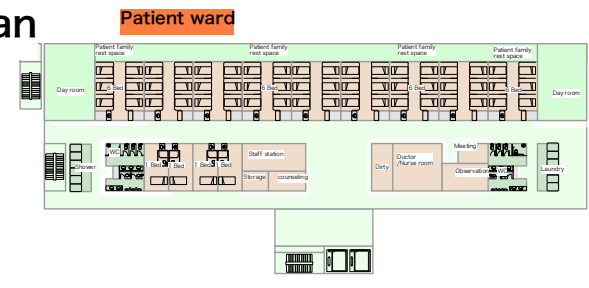 an
Patient ward
Patient family
rest space
Patient family
rest space
Patient family
rest space
Patient family
rest space
Day room
6 Bed
6 Bed
6 Bed
Day room
WC
Shower
1 Bed
1 Bed
1 Bed
1 Bed
Staff station
Storage
counseling
Dirty
Doctor
/Nurse room
Meeting
Observation
WC
Laundry